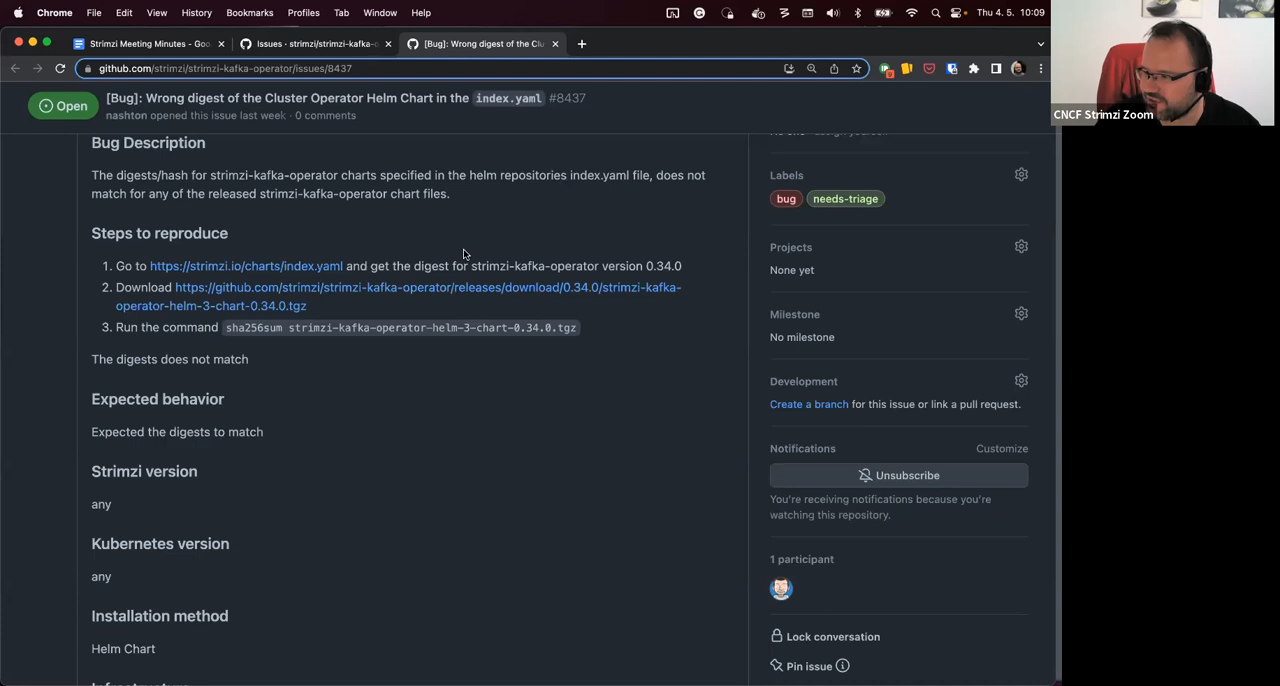 Chrome File Edit View History Bookmarks Profiles Tab Window Help Thu 4. 5. 10:09
Strimzi Meeting Minutes - Goo
Issues · strimzi/strimzi-kafka-o
[Bug]: Wrong digest of the Clu
github.com/strimzi/strimzi-kafka-operator/issues/8437
CNCF Strimzi Zoom
Open
[Bug]: Wrong digest of the Cluster Operator Helm Chart in the index.yaml #8437
nashton opened this issue last week · 0 comments
Bug Description
The digests/hash for strimzi-kafka-operator charts specified in the helm repositories index.yaml file, does not
match for any of the released strimzi-kafka-operator chart files.
Steps to reproduce
1. Go to https://strimzi.io/charts/index.yaml and get the digest for strimzi-kafka-operator version 0.34.0
2. Download https://github.com/strimzi/strimzi-kafka-operator/releases/download/0.34.0/strimzi-kafka-
operator-helm-3-chart-0.34.0.tgz
3. Run the command sha256sum strimzi-kafka-operator-helm-3-chart-0.34.0.tgz
The digests does not match
Expected behavior
Expected the digests to match
Strimzi version
any
Kubernetes version
any
Installation method
Helm Chart
Labels
bug needs-triage
Projects
None yet
Milestone
No milestone
Development
Create a branch for this issue or link a pull request.
Notifications Customize
Unsubscribe
You're receiving notifications because you're
watching this repository.
1 participant
Lock conversation
Pin issue